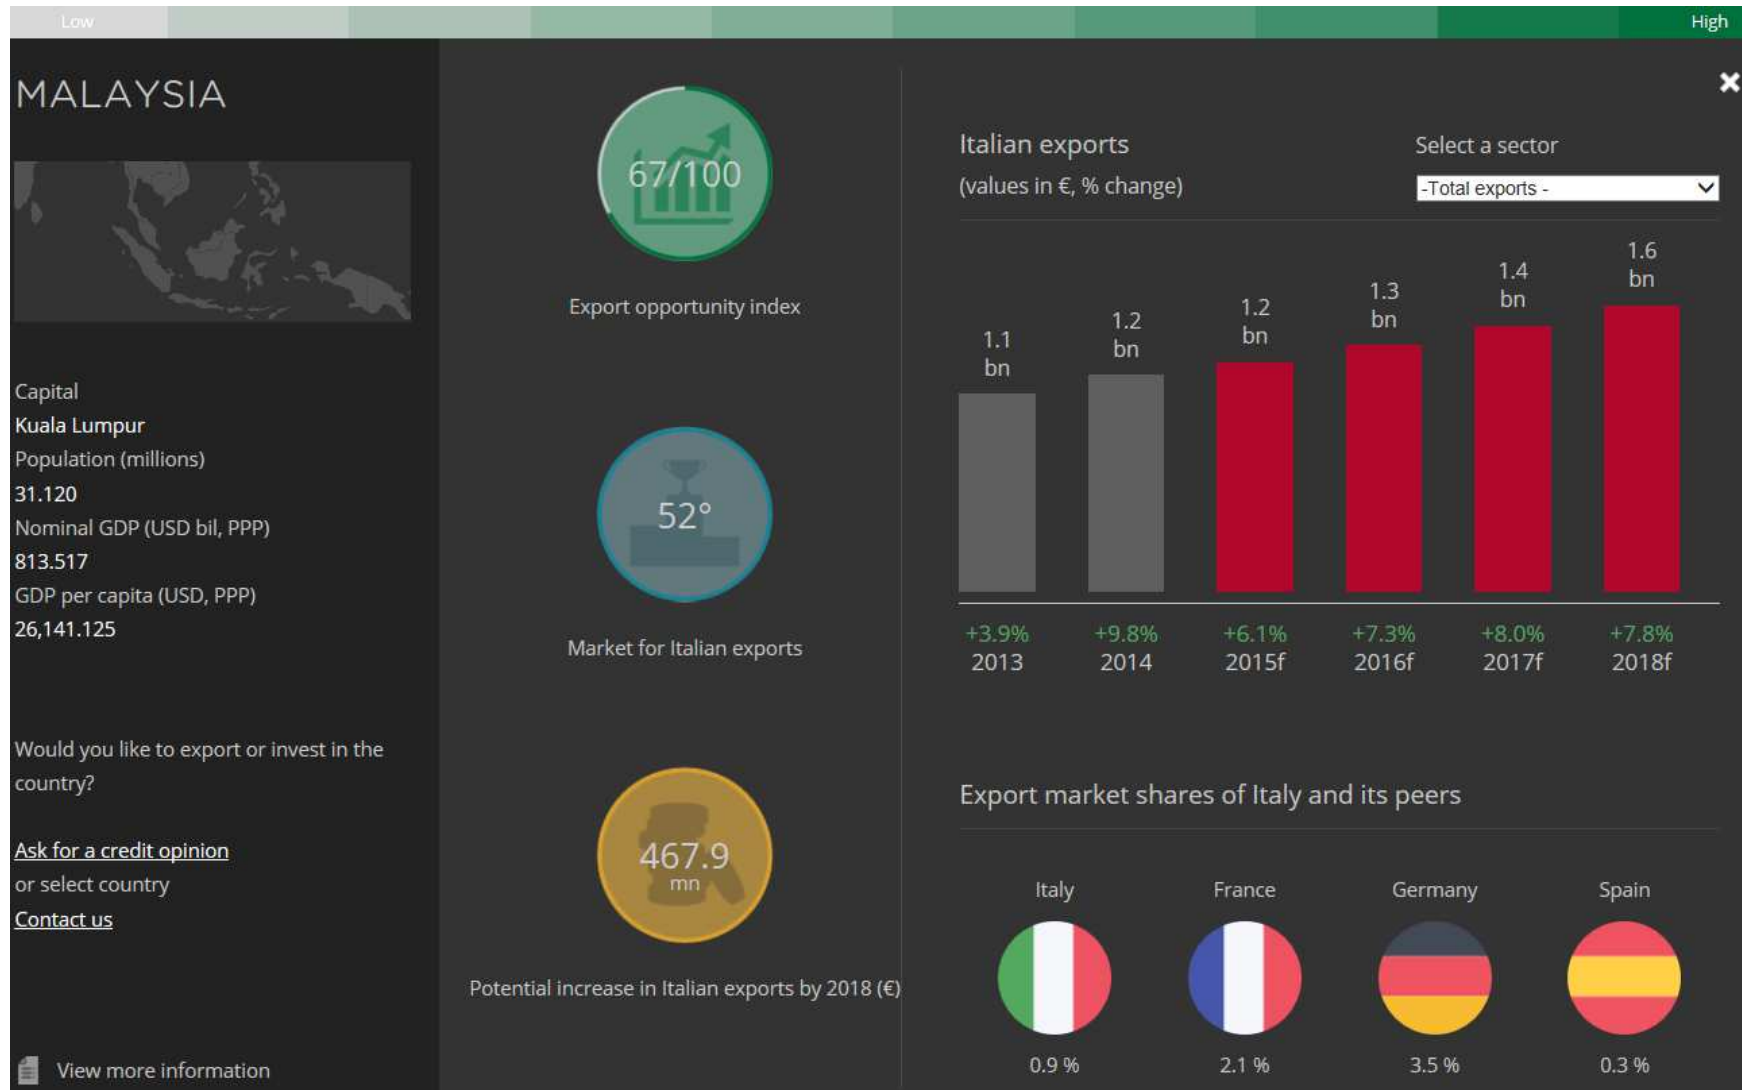 Low
High
MALAYSIA
Capital
Kuala Lumpur
Population (millions)
31.120
Nominal GDP (USD bil, PPP)
813.517
GDP per capita (USD, PPP)
26,141.125
Would you like to export or invest in the
country?
Ask for a credit opinion
or select country
Contact us
View more information
67/100
Export opportunity index
52°
Market for Italian exports
467.9
mn
Potential increase in Italian exports by 2018 (€)
Italian exports
(values in €, % change)
Select a sector
-Total exports -
1.1
bn
1.2
bn
1.2
bn
1.3
bn
1.4
bn
1.6
bn
+3.9% +9.8% +6.1% +7.3% +8.0% +7.8%
2013 2014 2015f 2016f 2017f 2018f
Export market shares of Italy and its peers
Italy France Germany Spain
0.9 % 2.1 % 3.5 % 0.3 %